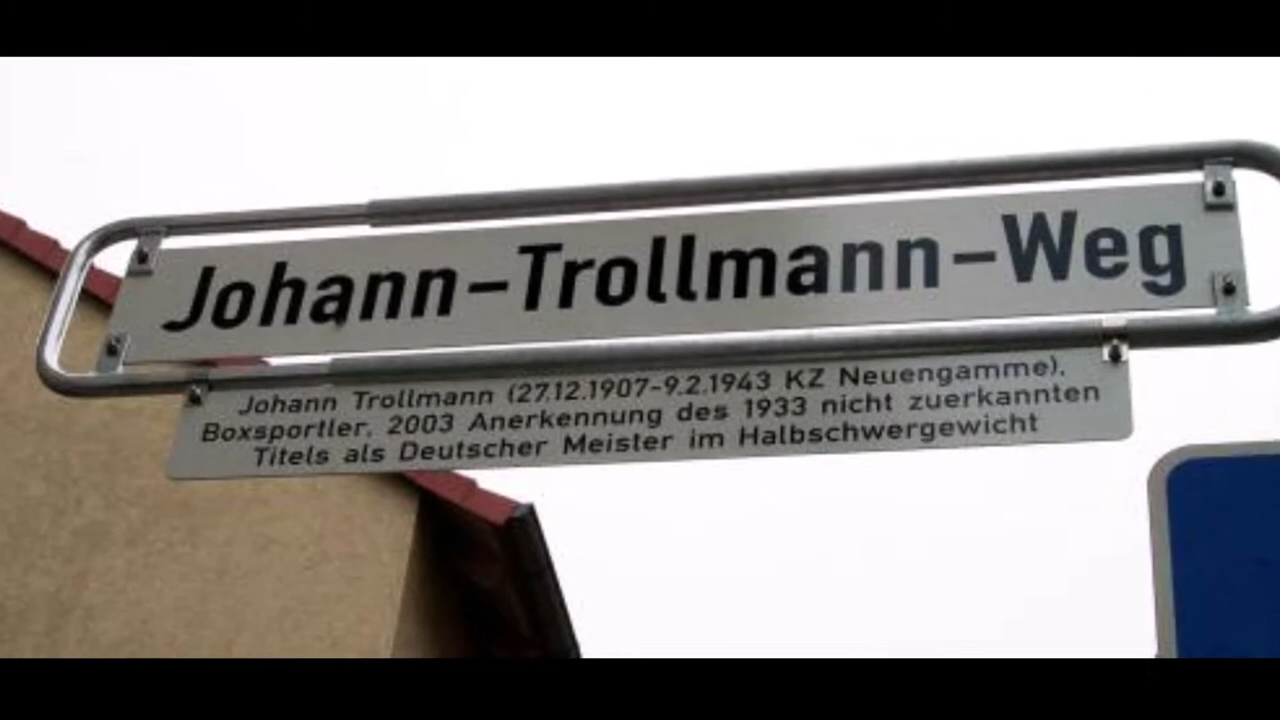 Johann-Trollmann-Weg
Johann Trollmann (27.12.1907-9.2.1943 KZ Neuengamme),
Boxsportler, 2003 Anerkennung des 1933 nicht zuerkannten
Titels als Deutscher Meister im Halbschwergewicht